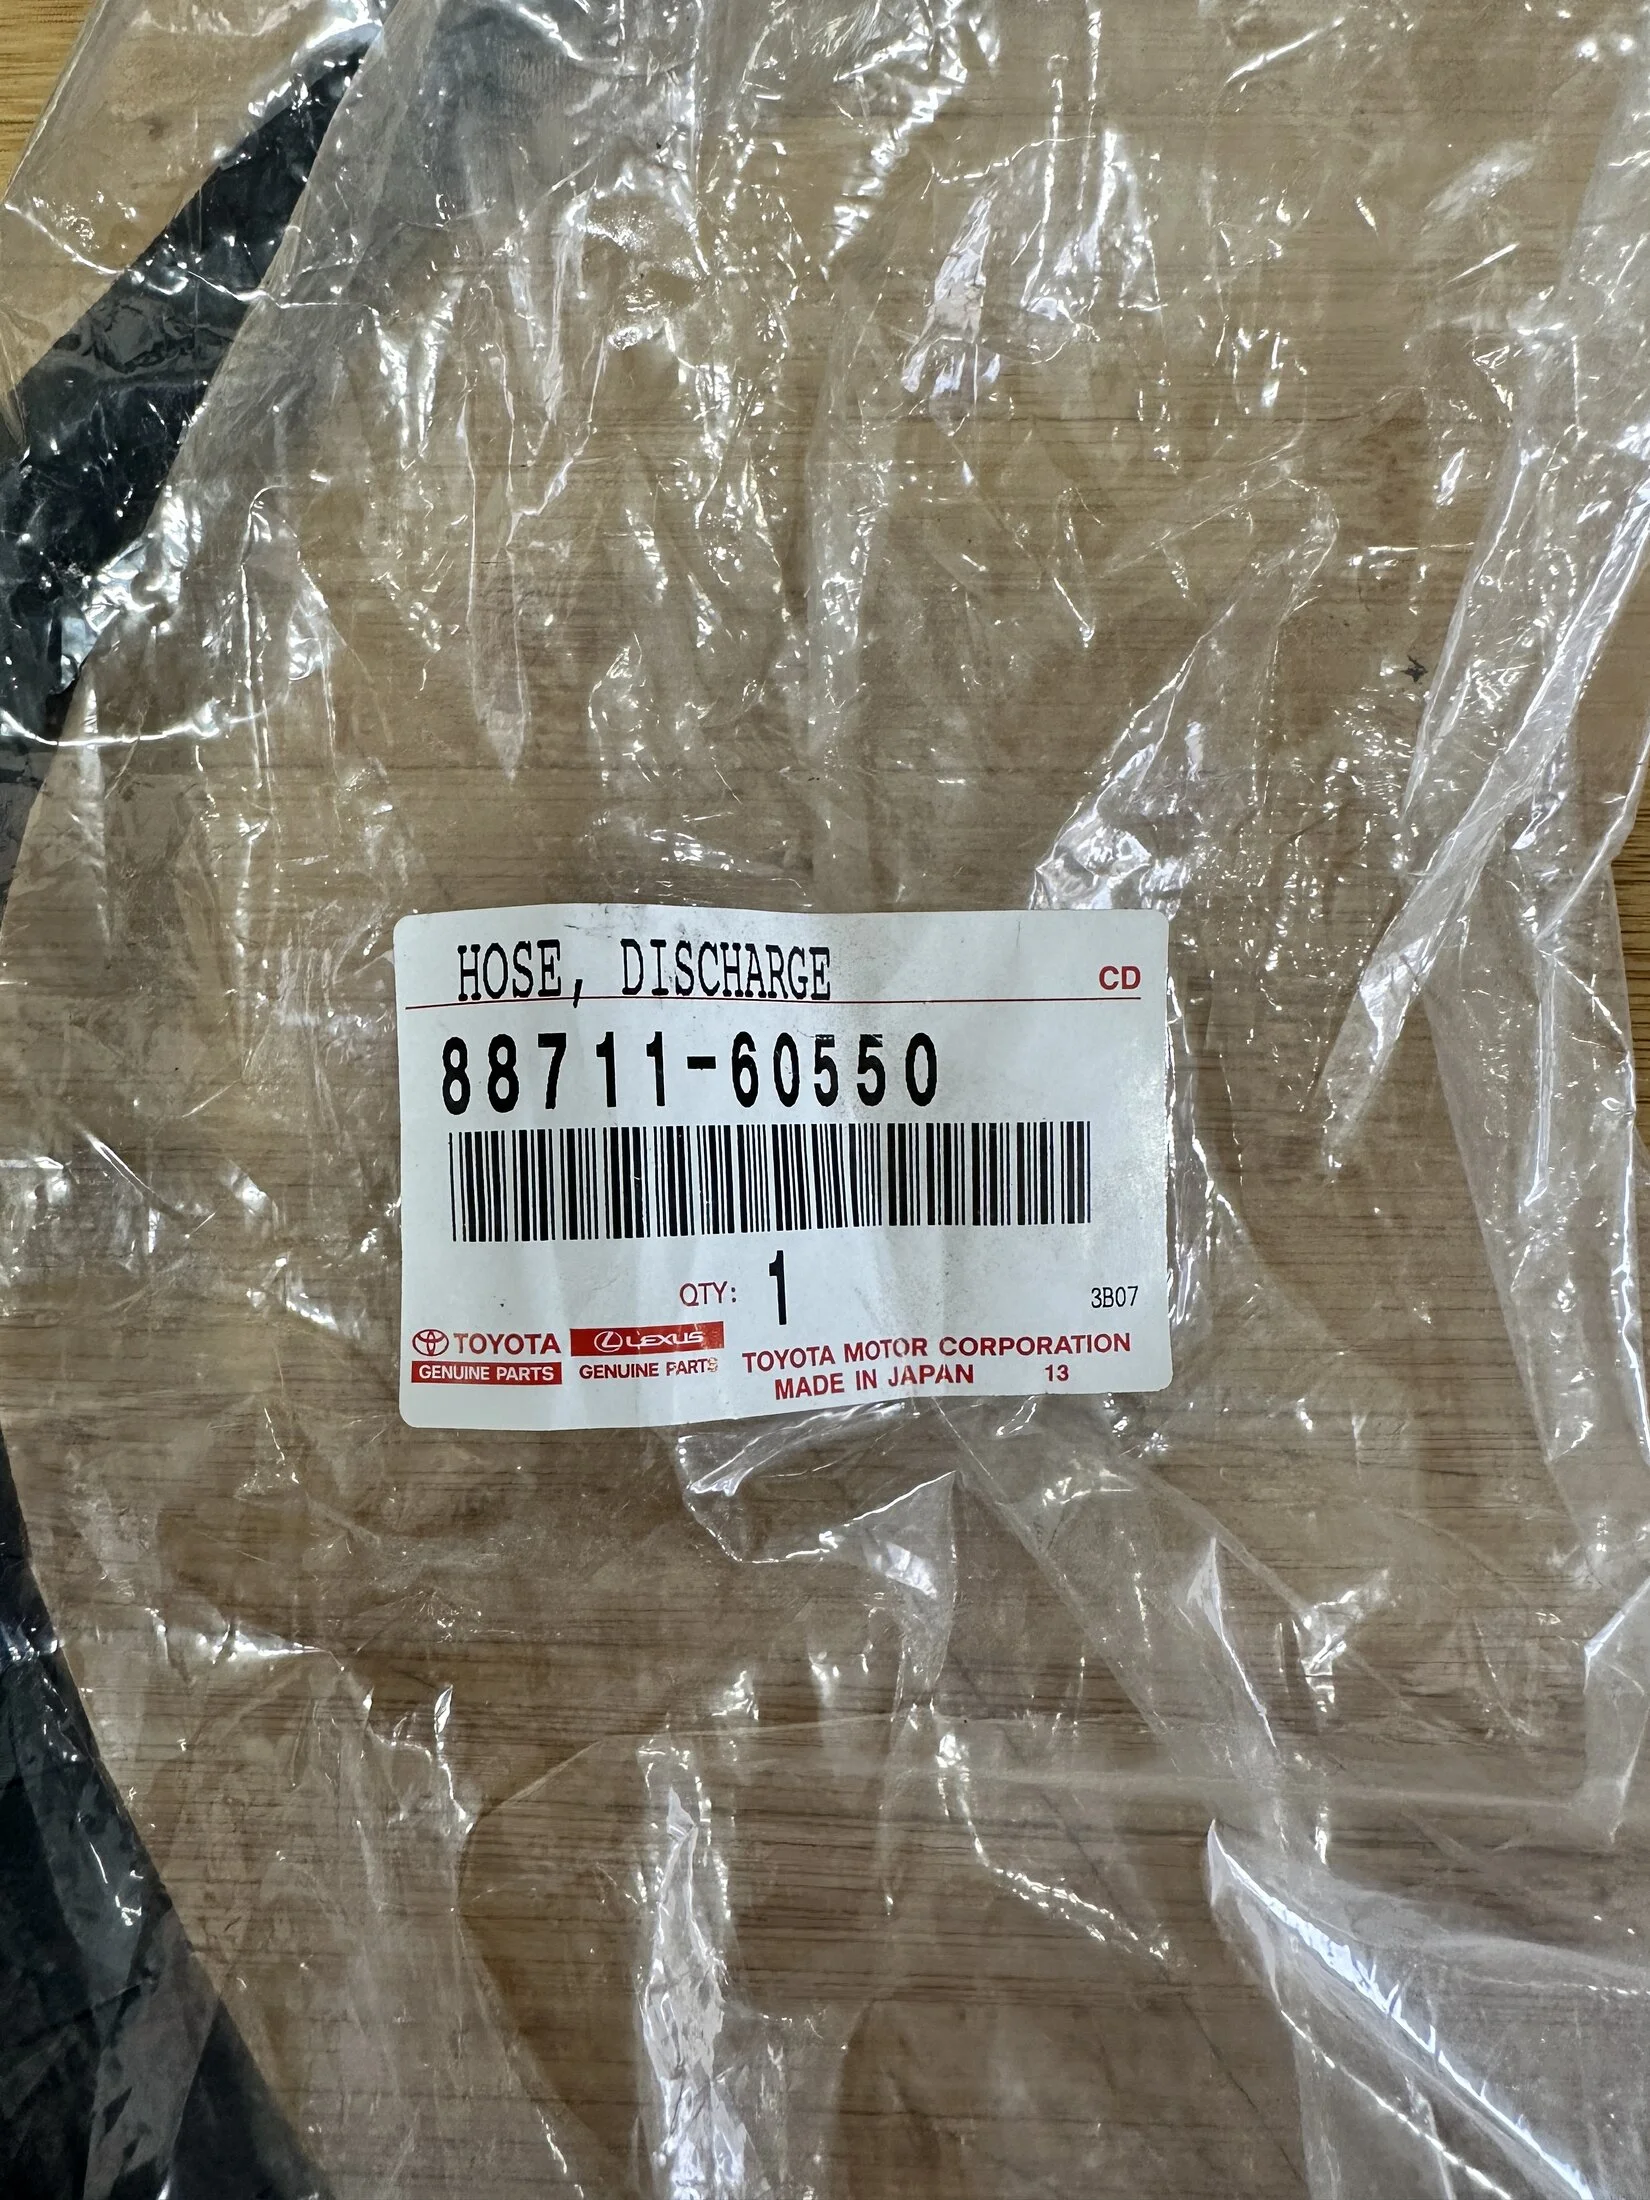 HOSE, DISCHARGE
CD
88711-60550
QTY: 1
3B07
TOYOTA
GENUINE PARTS
LEXUS
GENUINE PARTS
TOYOTA MOTOR CORPORATION
MADE IN JAPAN 13